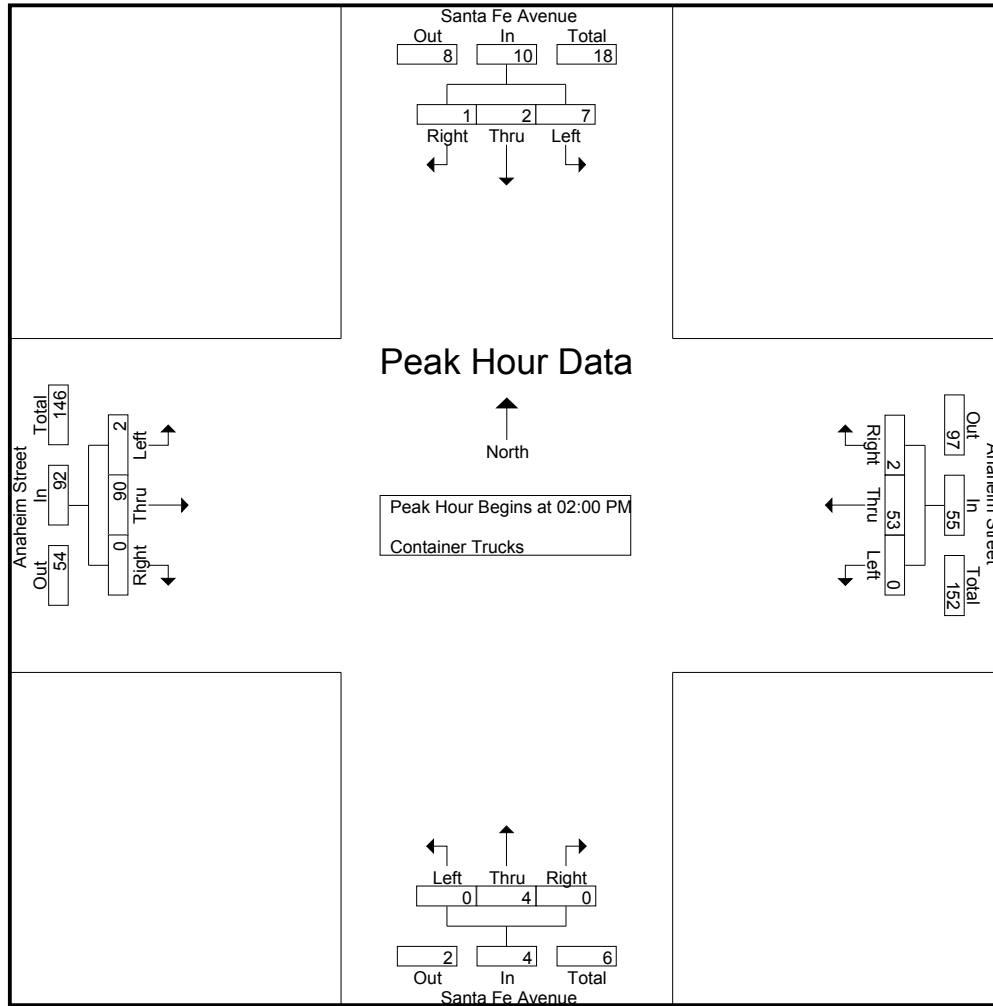 Santa Fe Avenue
Out In Total
8 10 18
1 2 7
Right Thru Left
Peak Hour Data
North
Peak Hour Begins at 02:00 PM
Container Trucks
Anaheim Street
Total In Out
146 92 54
2 90 0
Left Thru Right
Anaheim Street
Out In Total
97 55 152
2 53 0
Right Thru Left
Left Thru Right
0 4 0
2 4 6
Out In Total
Santa Fe Avenue